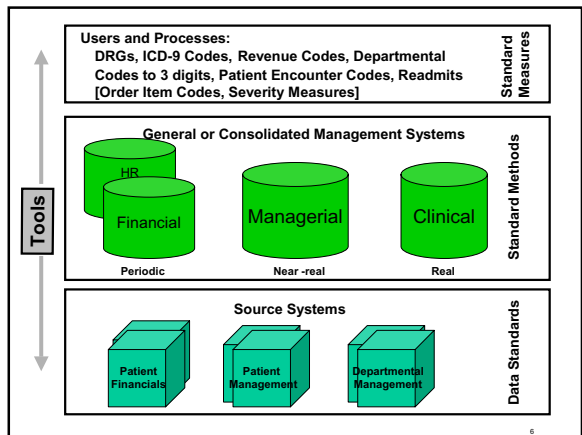 Users and Processes:
DRGs, ICD-9 Codes, Revenue Codes, Departmental
Codes to 3 digits, Patient Encounter Codes, Readmits
[Order Item Codes, Severity Measures]
Standard
Measures
General or Consolidated Management Systems
HR
Financial
Managerial
Clinical
Periodic
Near -real
Real
Standard Methods
Tools
Source Systems
Patient
Financials
Patient
Management
Departmental
Management
Data Standards
6